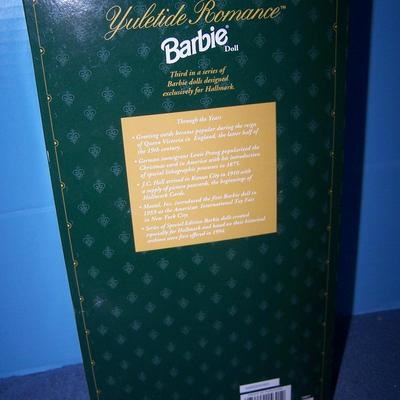 Yuletide Romance™
Barbie®
Doll
Third in a series of
Barbie dolls designed
exclusively for Hallmark.
Through the Years
• Greeting cards became popular during the reign
of Queen Victoria in England, the latter half of
the 19th century.
• German immigrant Louis Prang popularized the
Christmas card in America with his introduction
of special lithographic processes in 1875.
• J.C. Hall arrived in Kansas City in 1910 with
a supply of picture postcards, the beginnings of
Hallmark Cards.
• Mattel, Inc. introduced the first Barbie doll in
1959 at the American International Toy Fair
in New York City.
• Series of Special Edition Barbie dolls created
especially for Hallmark and based on their historical
archives were first offered in 1994.